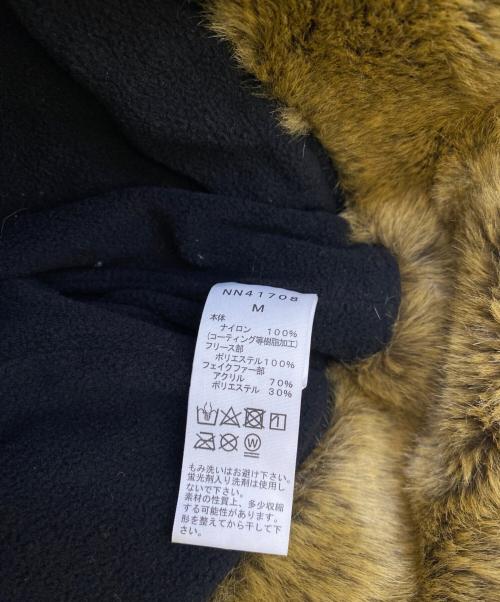 NN41708
M
本体
ナイロン 100%
(コーティング等樹脂加工)
フリース部
ポリエステル100%
フェイクファー部
アクリル 70%
ポリエステル 30%
W
もみ洗いはお避け下さい。
蛍光剤入り洗剤は使用し
ないで下さい。
素材の性質上、多少収縮
する可能性があります。
形を整えてから干して下
さい。